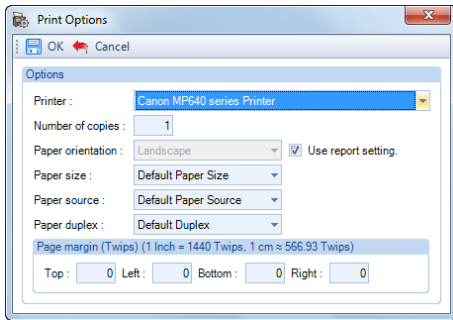 Print Options
OK Cancel
Options
Printer : Canon MP640 series Printer
Number of copies : 1
Paper orientation : Landscape Use report setting.
Paper size : Default Paper Size
Paper source : Default Paper Source
Paper duplex : Default Duplex
Page margin (Twips) (1 Inch = 1440 Twips, 1 cm ≈ 566.93 Twips)
Top : 0 Left : 0 Bottom : 0 Right : 0